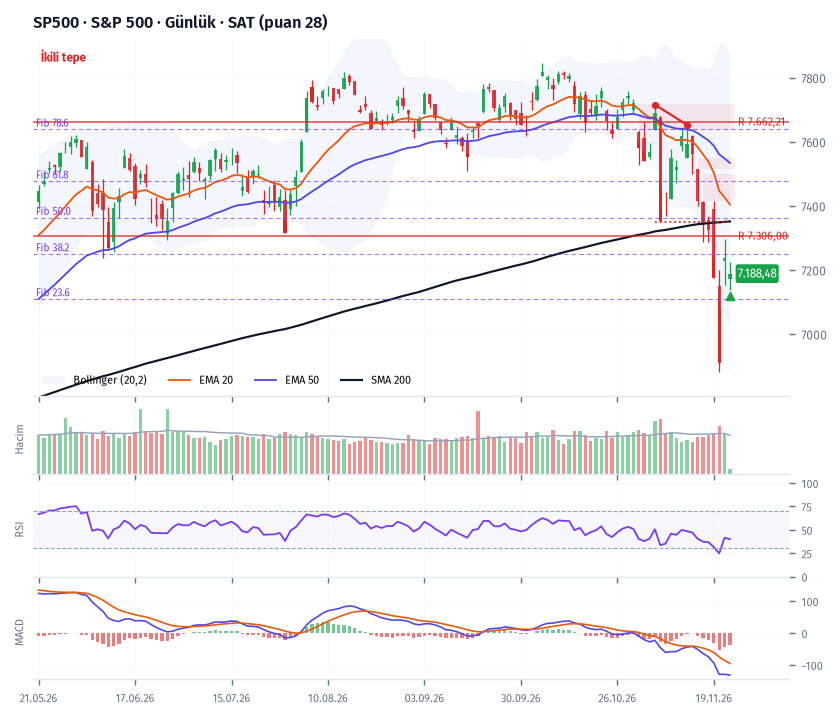 SP500 · S&P 500 · Günlük · SAT (puan 28)
İkili tepe
7800
Fib 78.6
R 7.662,21
7600
Fib 61.8
7400
Fib 50.0
R 7.306,08
Fib 38.2
7200
7.188,48
Fib 23.6
7000
Bollinger (20,2)
EMA 20
EMA 50
SMA 200
Hacim
100
75
RSI
50
25
0
100
MACD
0
−100
21.05.26
17.06.26
15.07.26
10.08.26
03.09.26
30.09.26
26.10.26
19.11.26